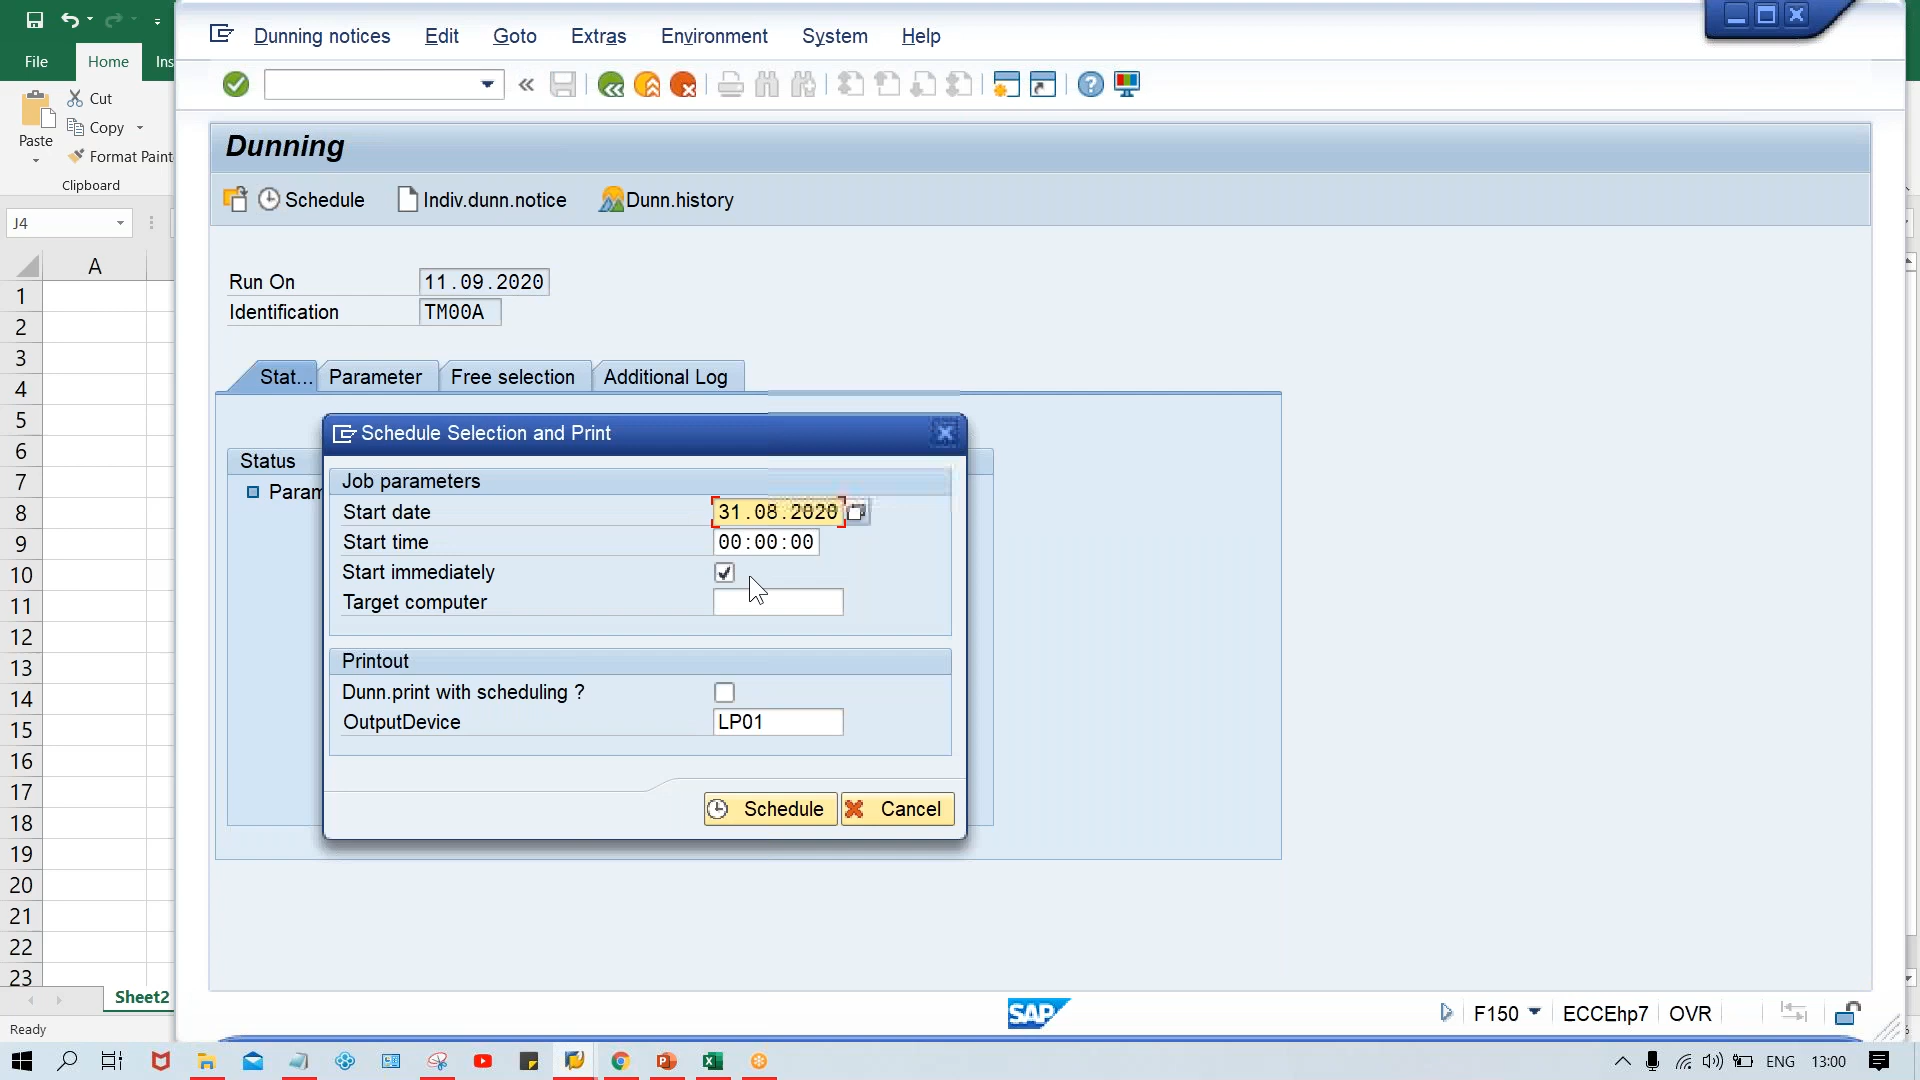 Dunning notices Edit Goto Extras Environment System Help
File Home Ins
Cut
Copy
Paste
Format Paint
Clipboard
J4
A
1
2
3
4
5
6
7
8
9
10
11
12
13
14
15
16
17
18
19
20
21
22
23
Sheet2
Ready
Dunning
Schedule Indiv.dunn.notice Dunn.history
Run On 11.09.2020
Identification TM00A
Stat... Parameter Free selection Additional Log
Status
Param
Schedule Selection and Print
Job parameters
Start date 31.08.2020
Start time 00:00:00
Start immediately
Target computer
Printout
Dunn.print with scheduling ?
OutputDevice LP01
Schedule Cancel
SAP F150 ECCEhp7 OVR
ENG 13:00